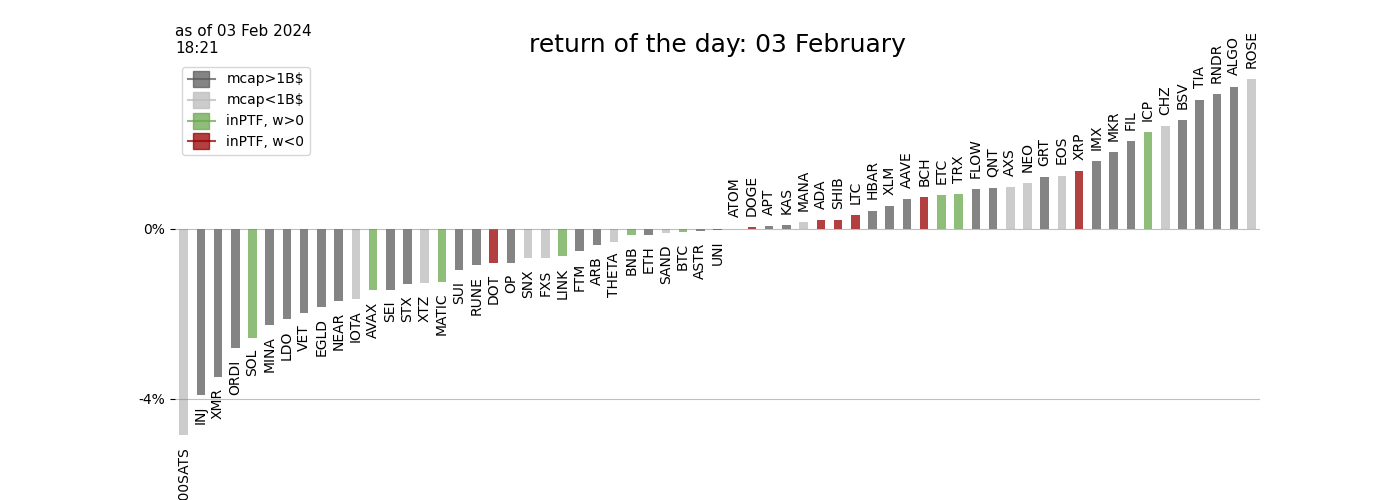 as of 03 Feb 2024
18:21
return of the day: 03 February
mcap>1B$
mcap<1B$
inPTF, w>0
inPTF, w<0
0%
-4%
00SATS
INJ
XMR
ORDI
SOL
MINA
LDO
VET
EGLD
NEAR
IOTA
AVAX
SEI
STX
XTZ
MATIC
SUI
RUNE
DOT
OP
SNX
FXS
LINK
FTM
ARB
THETA
BNB
ETH
SAND
BTC
ASTR
UNI
ATOM
DOGE
APT
KAS
MANA
ADA
SHIB
LTC
HBAR
XLM
AAVE
BCH
ETC
TRX
FLOW
QNT
AXS
NEO
GRT
EOS
XRP
IMX
MKR
FIL
ICP
CHZ
BSV
TIA
RNDR
ALGO
ROSE